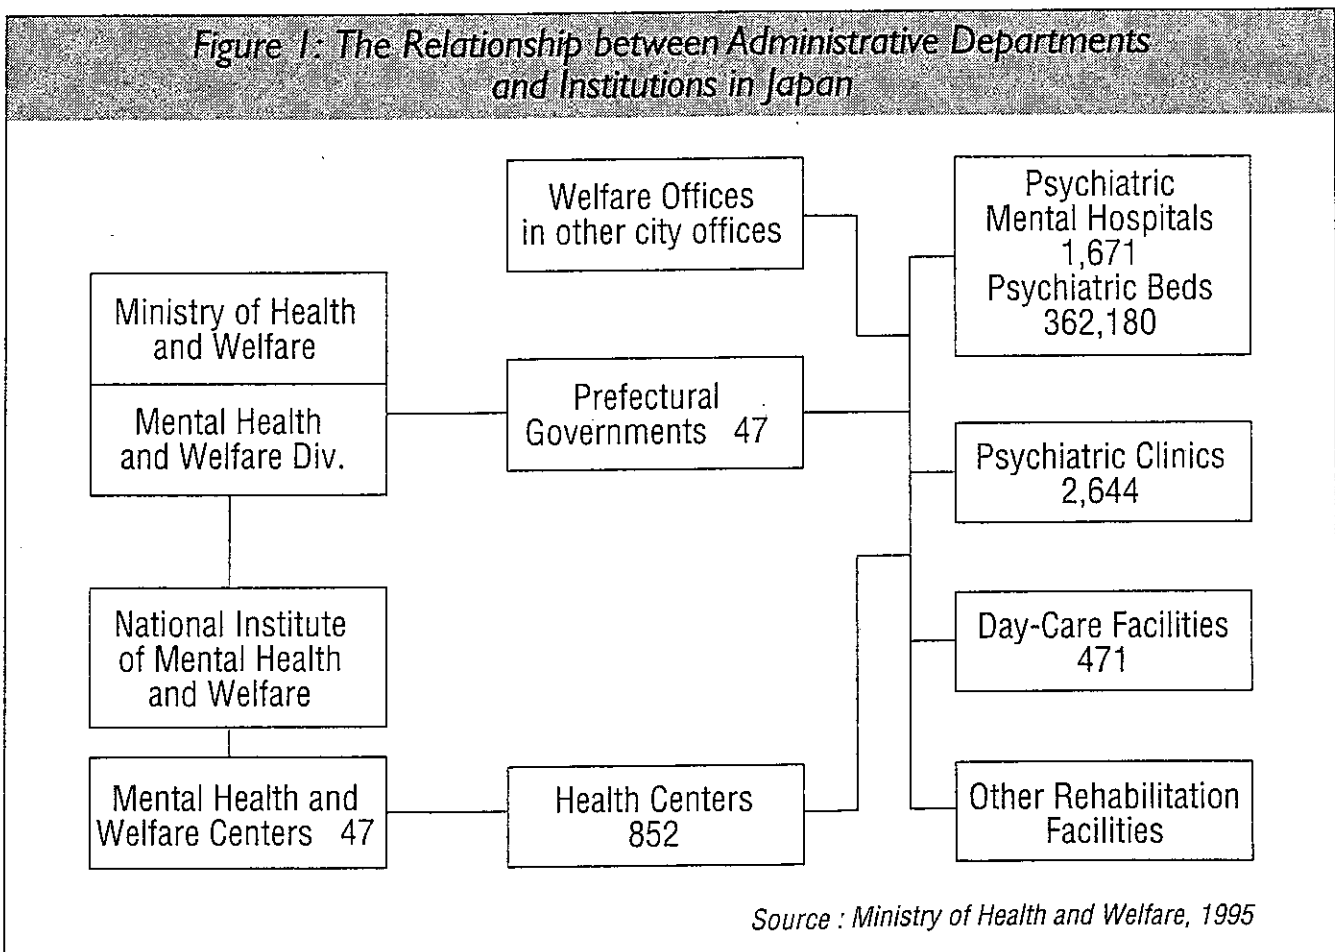 Figure 1: The Relationship between Administrative Departments
and Institutions in Japan
Welfare Offices
in other city offices
Psychiatric
Mental Hospitals
1,671
Psychiatric Beds
362,180
Ministry of Health
and Welfare
Mental Health
and Welfare Div.
Prefectural
Governments 47
Psychiatric Clinics
2,644
National Institute
of Mental Health
and Welfare
Day-Care Facilities
471
Mental Health and
Welfare Centers 47
Health Centers
852
Other Rehabilitation
Facilities
Source : Ministry of Health and Welfare, 1995